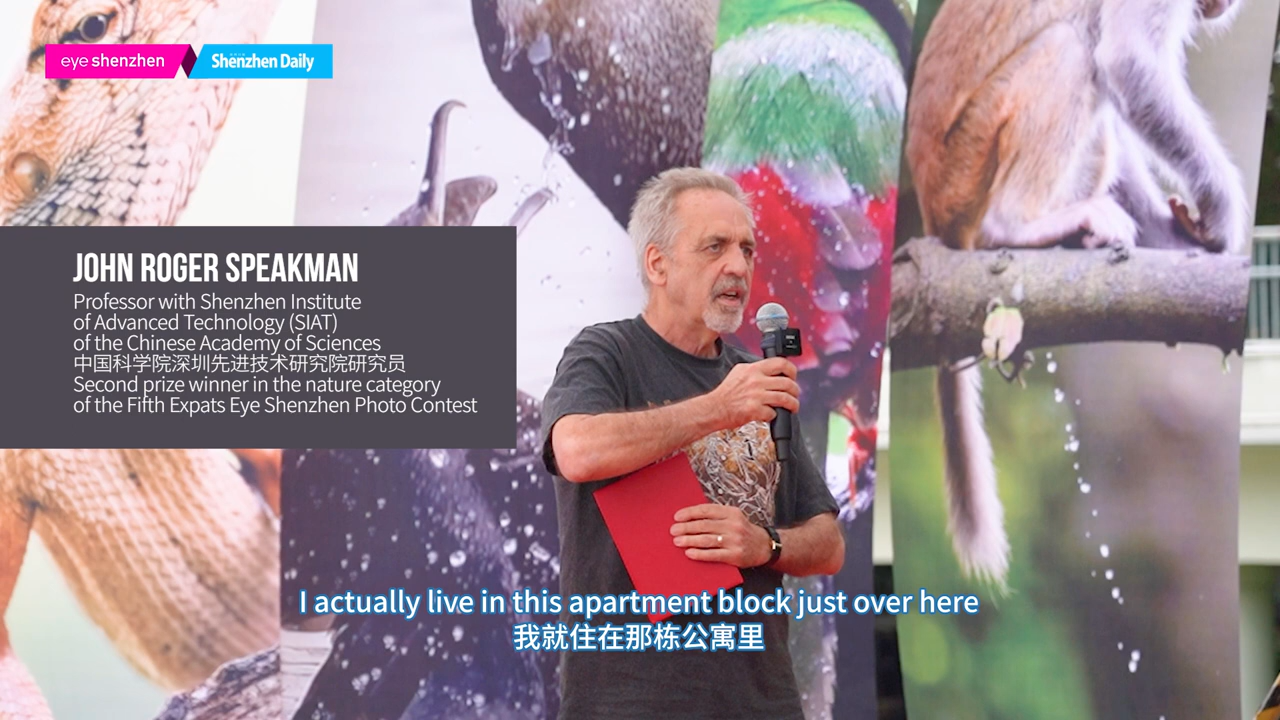 eye shenzhen
Shenzhen Daily
JOHN ROGER SPEAKMAN
Professor with Shenzhen Institute
of Advanced Technology (SIAT)
of the Chinese Academy of Sciences
中国科学院深圳先进技术研究院研究员
Second prize winner in the nature category
of the Fifth Expats Eye Shenzhen Photo Contest
I actually live in this apartment block just over here
我就住在那栋公寓里